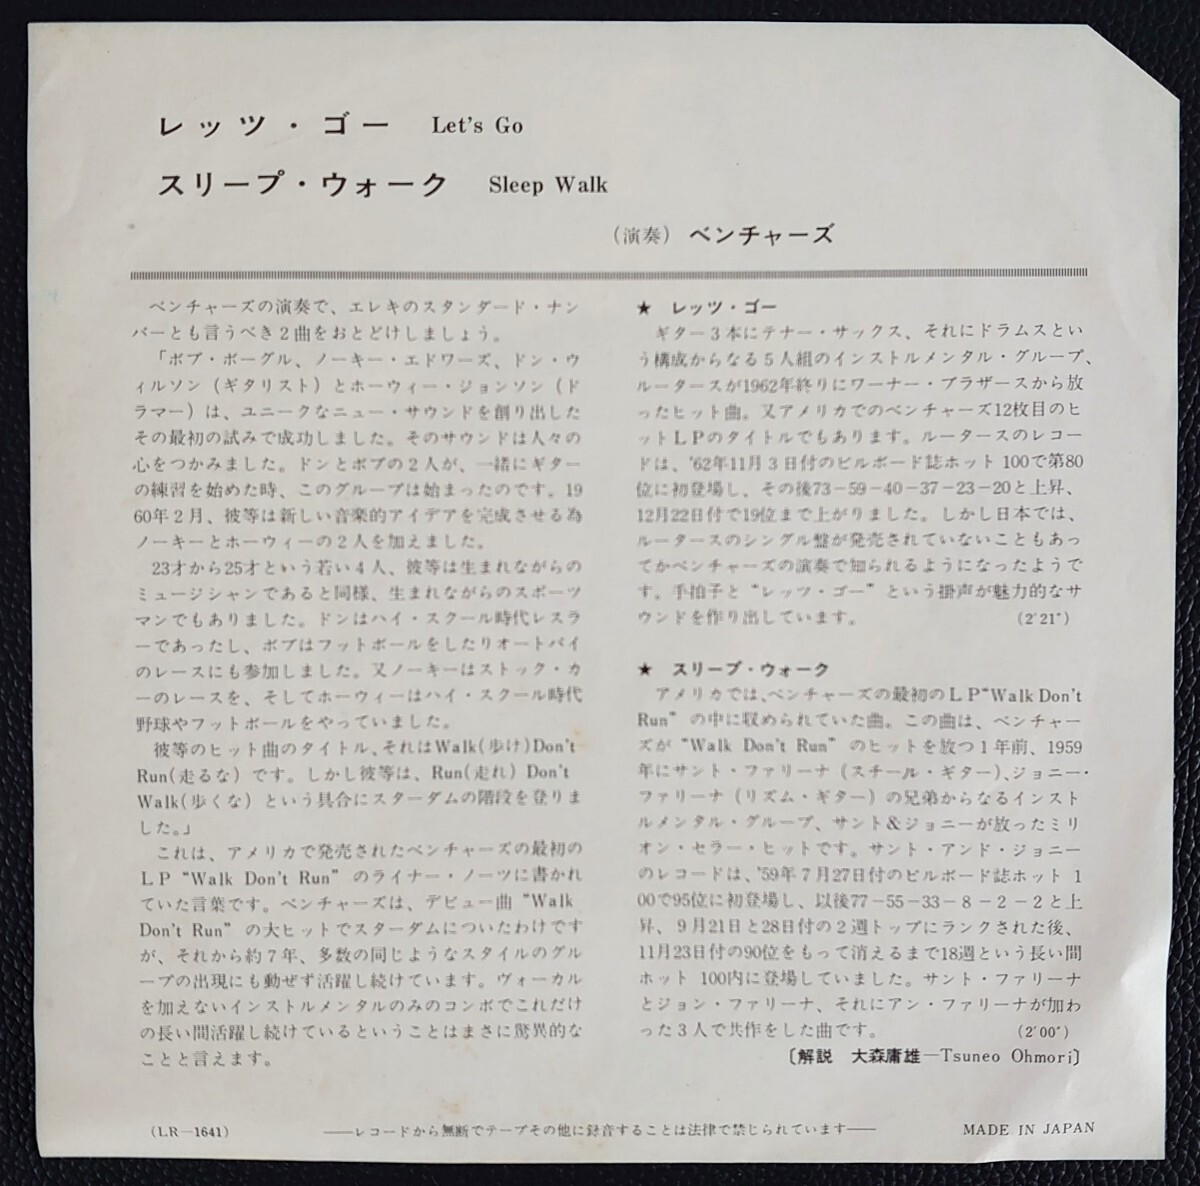 レッツ・ゴー Let's Go
スリープ・ウォーク Sleep Walk
（演奏）ベンチャーズ
ベンチャーズの演奏で、エレキのスタンダード・ナン
バーとも言うべき2曲をおとどけしましょう。
「ボブ・ボーグル、ノーキー・エドワーズ、ドン・ウ
ィルソン（ギタリスト）とホーウィー・ジョンソン（ド
ラマー）は、ユニークなニュー・サウンドを創り出した
その最初の試みで成功しました。そのサウンドは人々の
心をつかみました。ドンとボブの2人が、一緒にギター
の練習を始めた時、このグループは始まったのです。19
60年2月、彼等は新しい音楽的アイデアを完成させる為
ノーキーとホーウィーの2人を加えました。
23才から25才という若い4人、彼等は生まれながらの
ミュージシャンであると同様、生まれながらのスポーツ
マンでもありました。ドンはハイ・スクール時代レスラ
ーであったし、ボブはフットボールをしたりオートバイ
のレースにも参加しました。又ノーキーはストック・カ
ーのレースを、そしてホーウィーはハイ・スクール時代
野球やフットボールをやっていました。
彼等のヒット曲のタイトル、それはWalk(歩け)Don't
Run(走るな)です。しかし彼等は、Run(走れ) Don't
Walk(歩くな)という具合にスターダムの階段を登りま
した。」
これは、アメリカで発売されたベンチャーズの最初の
LP “Walk Don't Run” のライナー・ノーツに書かれ
ていた言葉です。ベンチャーズは、デビュー曲 “Walk
Don't Run” の大ヒットでスターダムについたわけです
が、それから約7年、多数の同じようなスタイルのグル
ープの出現にも動ぜず活躍し続けています。ヴォーカル
を加えないインストルメンタルのみのコンボでこれだけ
の長い間活躍し続けているということはまさに驚異的な
ことと言えます。
★ レッツ・ゴー
ギター3本にテナー・サックス、それにドラムスとい
う構成からなる5人組のインストルメンタル・グループ、
ルータースが1962年終りにワーナー・ブラザースから放
ったヒット曲。又アメリカでのベンチャーズ12枚目のヒ
ットLPのタイトルでもあります。ルータースのレコー
ドは、'62年11月3日付のビルボード誌ホット 100で第80
位に初登場し、その後73－59－40－37－23－20と上昇、
12月22日付で19位まで上がりました。しかし日本では、
ルータースのシングル盤が発売されていないこともあっ
てかベンチャーズの演奏で知られるようになったようで
す。手拍子と “レッツ・ゴー” という掛声が魅力的なサ
ウンドを作り出しています。 (2′21″)
★ スリープ・ウォーク
アメリカでは、ベンチャーズの最初のLP“Walk Don't
Run” の中に収められていた曲。この曲は、ベンチャー
ズが “Walk Don't Run” のヒットを放つ1年前、1959
年にサント・ファリーナ（スチール・ギター）、ジョニー・
ファリーナ（リズム・ギター）の兄弟からなるインスト
ルメンタル・グループ、サント&ジョニーが放ったミリ
オン・セラー・ヒットです。サント・アンド・ジョニー
のレコードは、'59年7月27日付のビルボード誌ホット 1
00で95位に初登場し、以後77－55－33－8－2－2と上
昇、9月21日と28日付の2週トップにランクされた後、
11月23日付の90位をもって消えるまで18週という長い間
ホット 100内に登場していました。サント・ファリーナ
とジョン・ファリーナ、それにアン・ファリーナが加わ
った3人で共作をした曲です。 (2′00″)
〔解説 大森庸雄—Tsuneo Ohmori〕
(LR－1641) ——レコードから無断でテープその他に録音することは法律で禁じられています—— MADE IN JAPAN